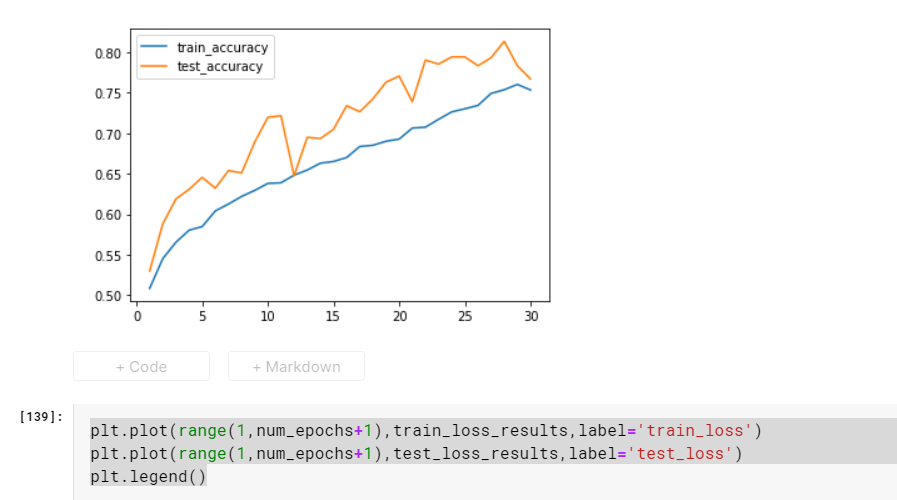 train_accuracy
test_accuracy
0.80
0.75
0.70
0.65
0.60
0.55
0.50
0 5 10 15 20 25 30
+ Code + Markdown
[139]:
plt.plot(range(1,num_epochs+1),train_loss_results,label='train_loss')
plt.plot(range(1,num_epochs+1),test_loss_results,label='test_loss')
plt.legend()